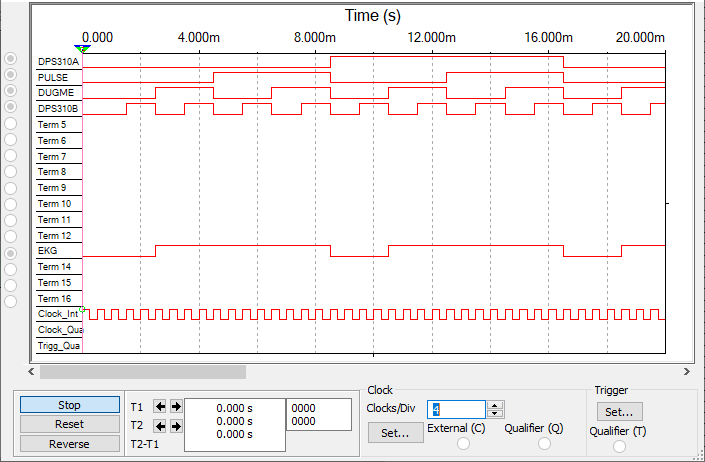 Time (s)
0.000 4.000m 8.000m 12.000m 16.000m 20.000m
DPS310A
PULSE
DUGME
DPS310B
Term 5
Term 6
Term 7
Term 8
Term 9
Term 10
Term 11
Term 12
EKG
Term 14
Term 15
Term 16
Clock_Int
Clock_Qua
Trigg_Qua
Stop
Reset
Reverse
T1
T2
T2-T1
0.000 s
0.000 s
0.000 s
0000
0000
Clock
Clocks/Div 4
Set...
External (C)
Qualifier (Q)
Trigger
Set...
Qualifier (T)